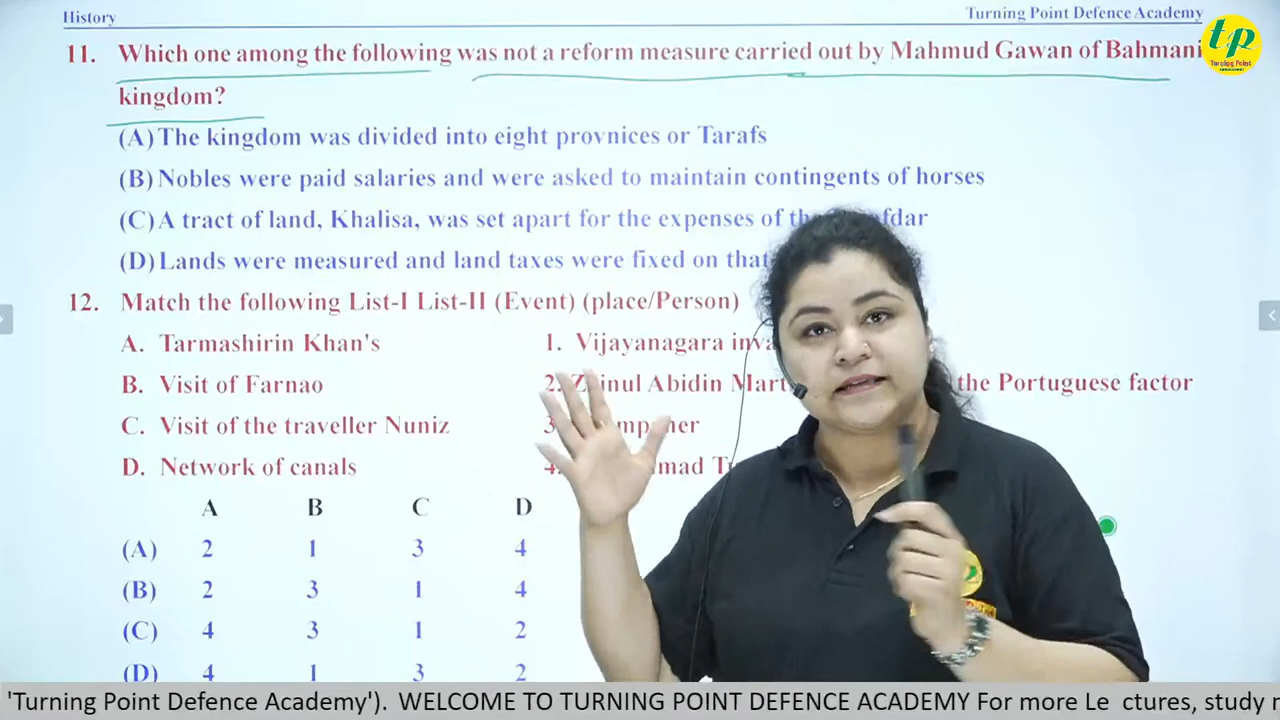 History
Turning Point Defence Academy
tp
Turning Point
11. Which one among the following was not a reform measure carried out by Mahmud Gawan of Bahmani
kingdom?
(A) The kingdom was divided into eight provnices or Tarafs
(B) Nobles were paid salaries and were asked to maintain contingents of horses
(C) A tract of land, Khalisa, was set apart for the expenses of
(D) Lands were measured and land taxes were fixed on that
12. Match the following List-I List-II (Event) (place/Person)
A. Tarmashirin Khan's 1. Vijayanagara
B. Visit of Farnao 2. Abidin the Portuguese factor
C. Visit of the traveller Nuniz
D. Network of canals 4.
A B C D
(A) 2 1 3 4
(B) 2 3 1 4
(C) 4 3 1 2
(D) 4 1 3 2
'Turning Point Defence Academy'). WELCOME TO TURNING POINT DEFENCE ACADEMY For more Le ctures, study